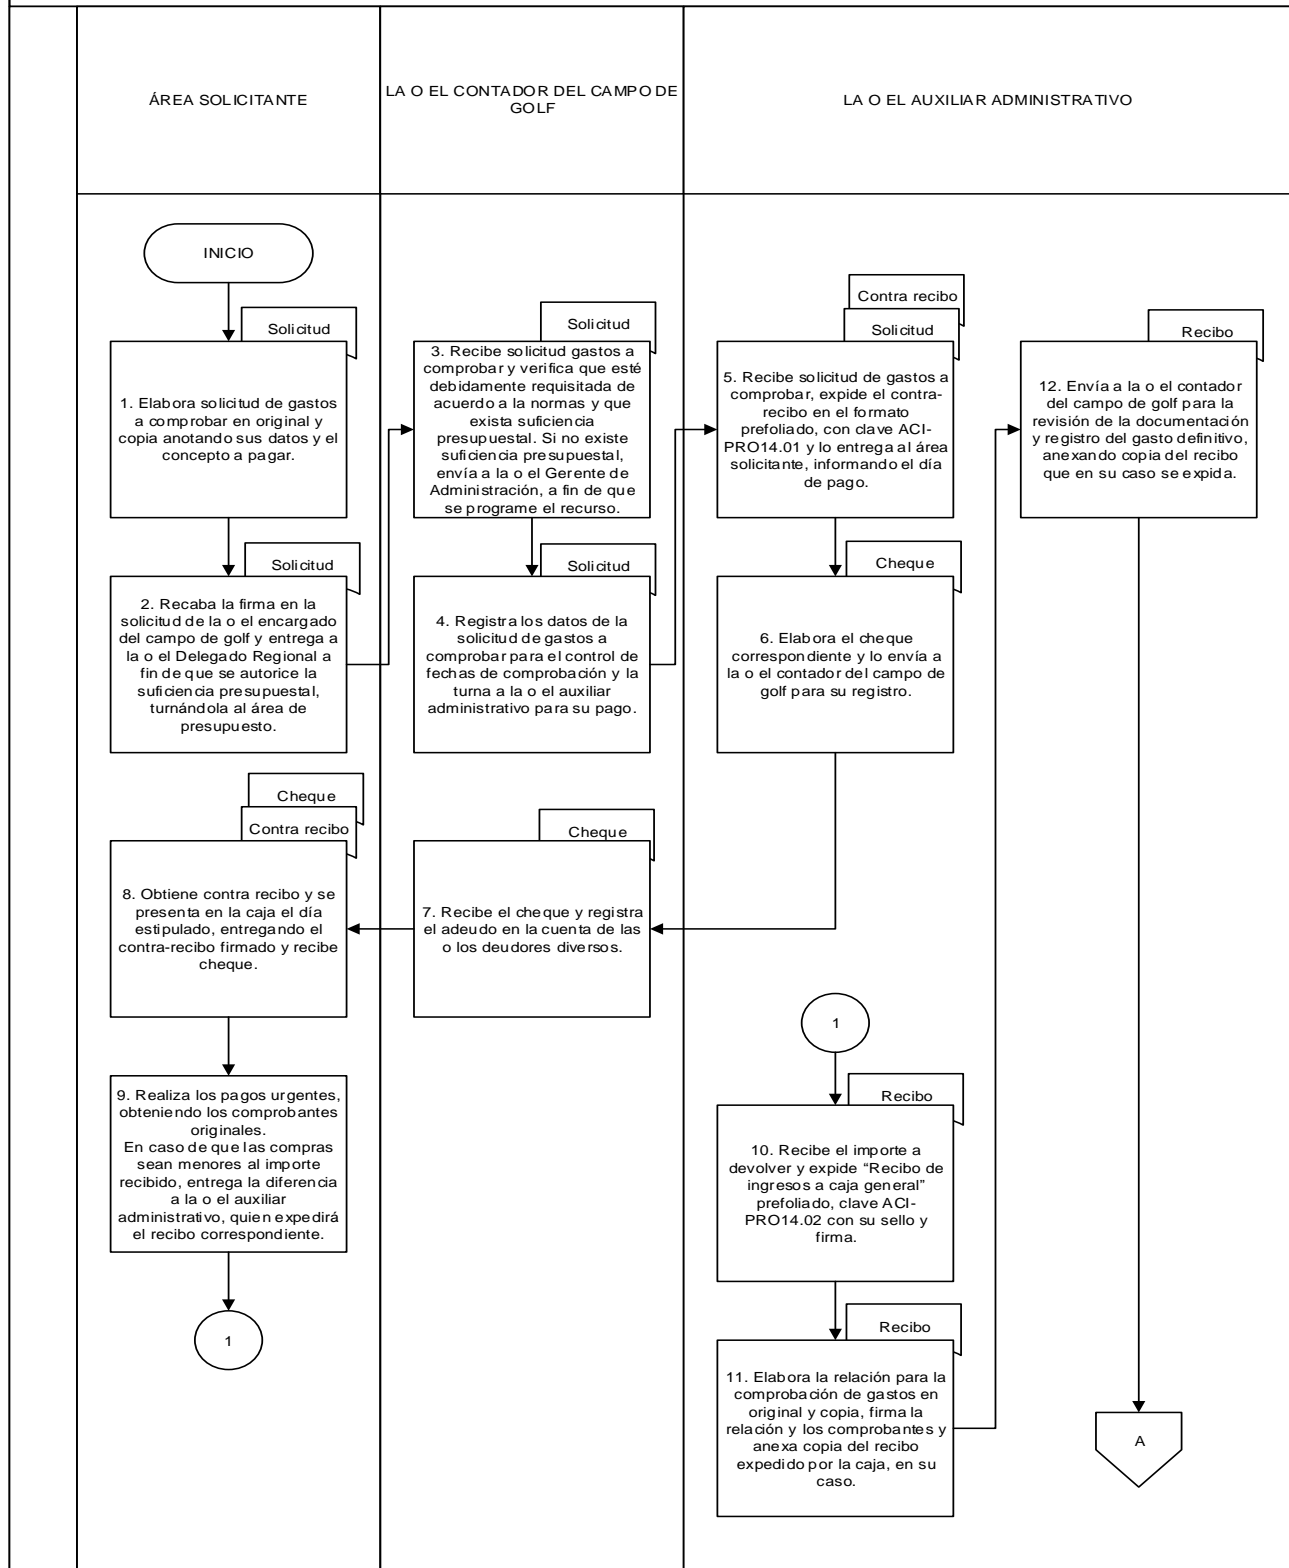 ÁREA SOLICITANTE
LA O EL CONTADOR DEL CAMPO DE
GOLF
LA O EL AUXILIAR ADMINISTRATIVO
INICIO
Solicitud
1. Elabora solicitud de gastos
a comprobar en original y
copia anotando sus datos y el
concepto a pagar.
Solicitud
2. Recaba la firma en la
solicitud de la o el encargado
del campo de golf y entrega a
la o el Delegado Regional a
fin de que se autorice la
suficiencia presupuestal,
turnándola al área de
presupuesto.
Solicitud
3. Recibe solicitud gastos a
comprobar y verifica que esté
debidamente requisitada de
acuerdo a la normas y que
exista suficiencia
presupuestal. Si no existe
suficiencia presupuestal,
envía a la o el Gerente de
Administración, a fin de que
se programe el recurso.
Solicitud
4. Registra los datos de la
solicitud de gastos a
comprobar para el control de
fechas de comprobación y la
turna a la o el auxiliar
administrativo para su pago.
Contra recibo
Solicitud
5. Recibe solicitud de gastos a
comprobar, expide el contra-
recibo en el formato
prefoliado, con clave ACI-
PRO14.01 y lo entrega al área
solicitante, informando el día
de pago.
Cheque
6. Elabora el cheque
correspondiente y lo envía a
la o el contador del campo de
golf para su registro.
Cheque
7. Recibe el cheque y registra
el adeudo en la cuenta de las
o los deudores diversos.
Cheque
Contra recibo
8. Obtiene contra recibo y se
presenta en la caja el día
estipulado, entregando el
contra-recibo firmado y recibe
cheque.
9. Realiza los pagos urgentes,
obteniendo los comprobantes
originales.
En caso de que las compras
sean menores al importe
recibido, entrega la diferencia
a la o el auxiliar
administrativo, quien expedirá
el recibo correspondiente.
1
1
Recibo
10. Recibe el importe a
devolver y expide “Recibo de
ingresos a caja general”
prefoliado, clave ACI-
PRO14.02 con su sello y
firma.
Recibo
11. Elabora la relación para la
comprobación de gastos en
original y copia, firma la
relación y los comprobantes y
anexa copia del recibo
expedido por la caja, en su
caso.
Recibo
12. Envía a la o el contador
del campo de golf para la
revisión de la documentación
y registro del gasto definitivo,
anexando copia del recibo
que en su caso se expida.
A